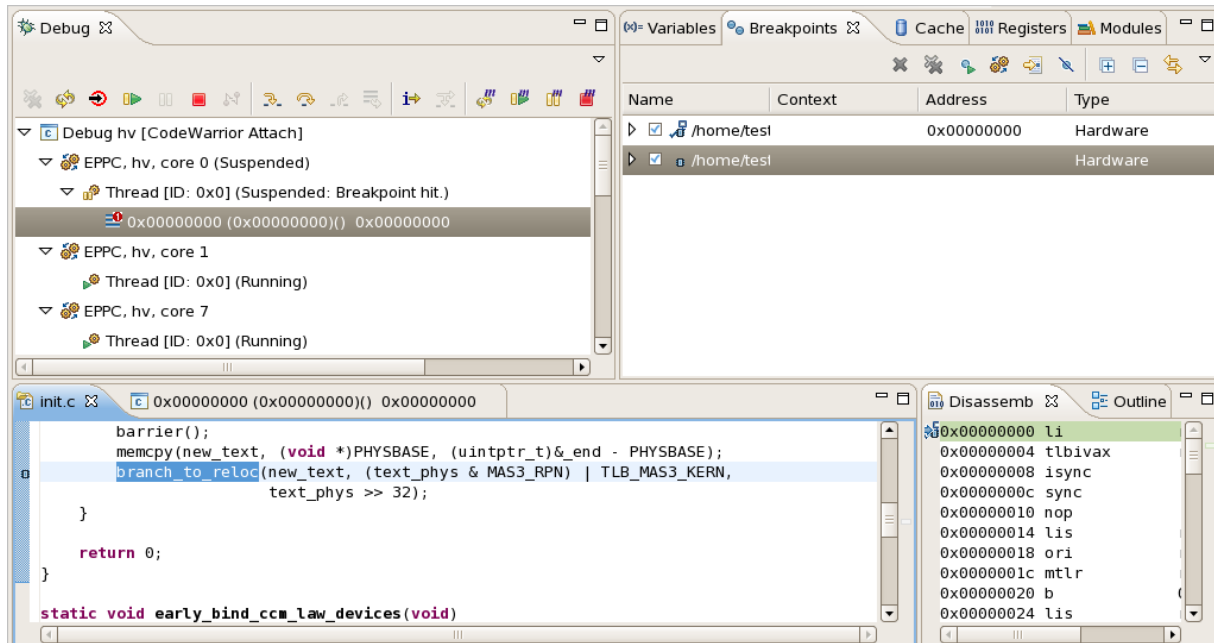 Debug
(x)= Variables
Breakpoints
Cache
1010 0101 Registers
Modules
Name Context Address Type
/home/test 0x00000000 Hardware
/home/test Hardware
Debug hv [CodeWarrior Attach]
EPPC, hv, core 0 (Suspended)
Thread [ID: 0x0] (Suspended: Breakpoint hit.)
0x00000000 (0x00000000)() 0x00000000
EPPC, hv, core 1
Thread [ID: 0x0] (Running)
EPPC, hv, core 7
Thread [ID: 0x0] (Running)
init.c
0x00000000 (0x00000000)() 0x00000000
barrier();
memcpy(new_text, (void *)PHYSBASE, (uintptr_t)&_end - PHYSBASE);
branch_to_reloc(new_text, (text_phys & MAS3_RPN) | TLB_MAS3_KERN,
text_phys >> 32);
}
return 0;
}
static void early_bind_ccm_law_devices(void)
Disassemb
Outline
0x00000000 li
0x00000004 tlbivax
0x00000008 isync
0x0000000c sync
0x00000010 nop
0x00000014 lis
0x00000018 ori
0x0000001c mtlr
0x00000020 b
0x00000024 lis